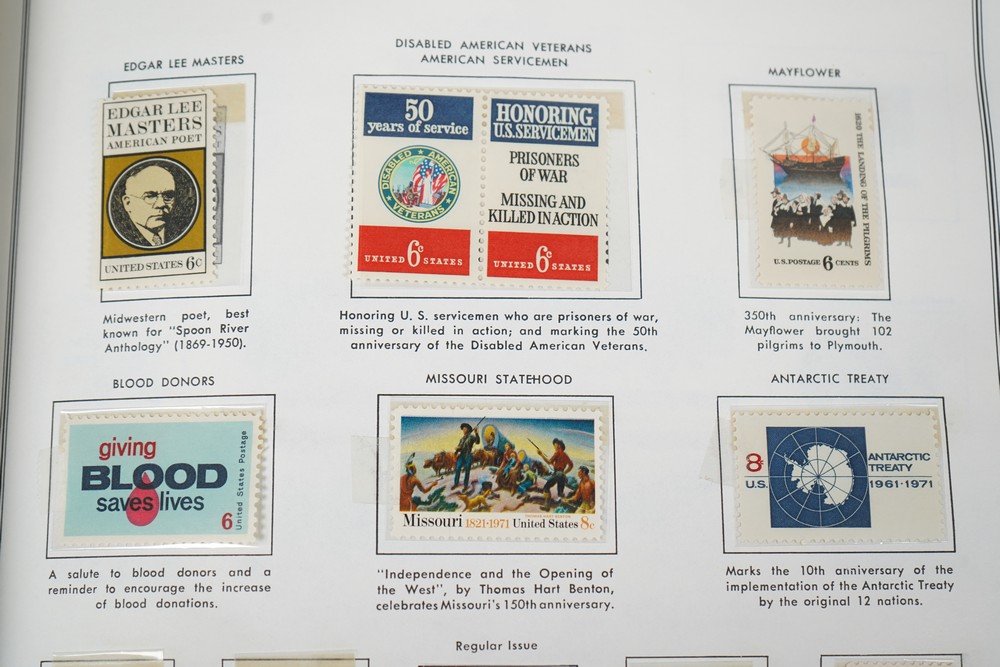 EDGAR LEE MASTERS
EDGAR LEE
MASTERS
AMERICAN POET
UNITED STATES 6c
Midwestern poet, best
known for "Spoon River
Anthology" (1869-1950).
DISABLED AMERICAN VETERANS
AMERICAN SERVICEMEN
50
years of service
DISABLED AMERICAN
VETERANS
UNITED 6c STATES
HONORING
U.S. SERVICEMEN
PRISONERS
OF WAR
MISSING AND
KILLED IN ACTION
UNITED 6c STATES
Honoring U. S. servicemen who are prisoners of war,
missing or killed in action; and marking the 50th
anniversary of the Disabled American Veterans.
MAYFLOWER
1620 THE LANDING OF THE PILGRIMS
U.S. POSTAGE 6 CENTS
350th anniversary: The
Mayflower brought 102
pilgrims to Plymouth.
BLOOD DONORS
giving
BLOOD
saves lives
6
United States Postage
A salute to blood donors and a
reminder to encourage the increase
of blood donations.
MISSOURI STATEHOOD
Missouri 1821-1971 United States 8c
"Independence and the Opening of
the West", by Thomas Hart Benton,
celebrates Missouri's 150th anniversary.
ANTARCTIC TREATY
8¢
U.S.
ANTARCTIC
TREATY
1961-1971
Marks the 10th anniversary of the
implementation of the Antarctic Treaty
by the original 12 nations.
Regular Issue